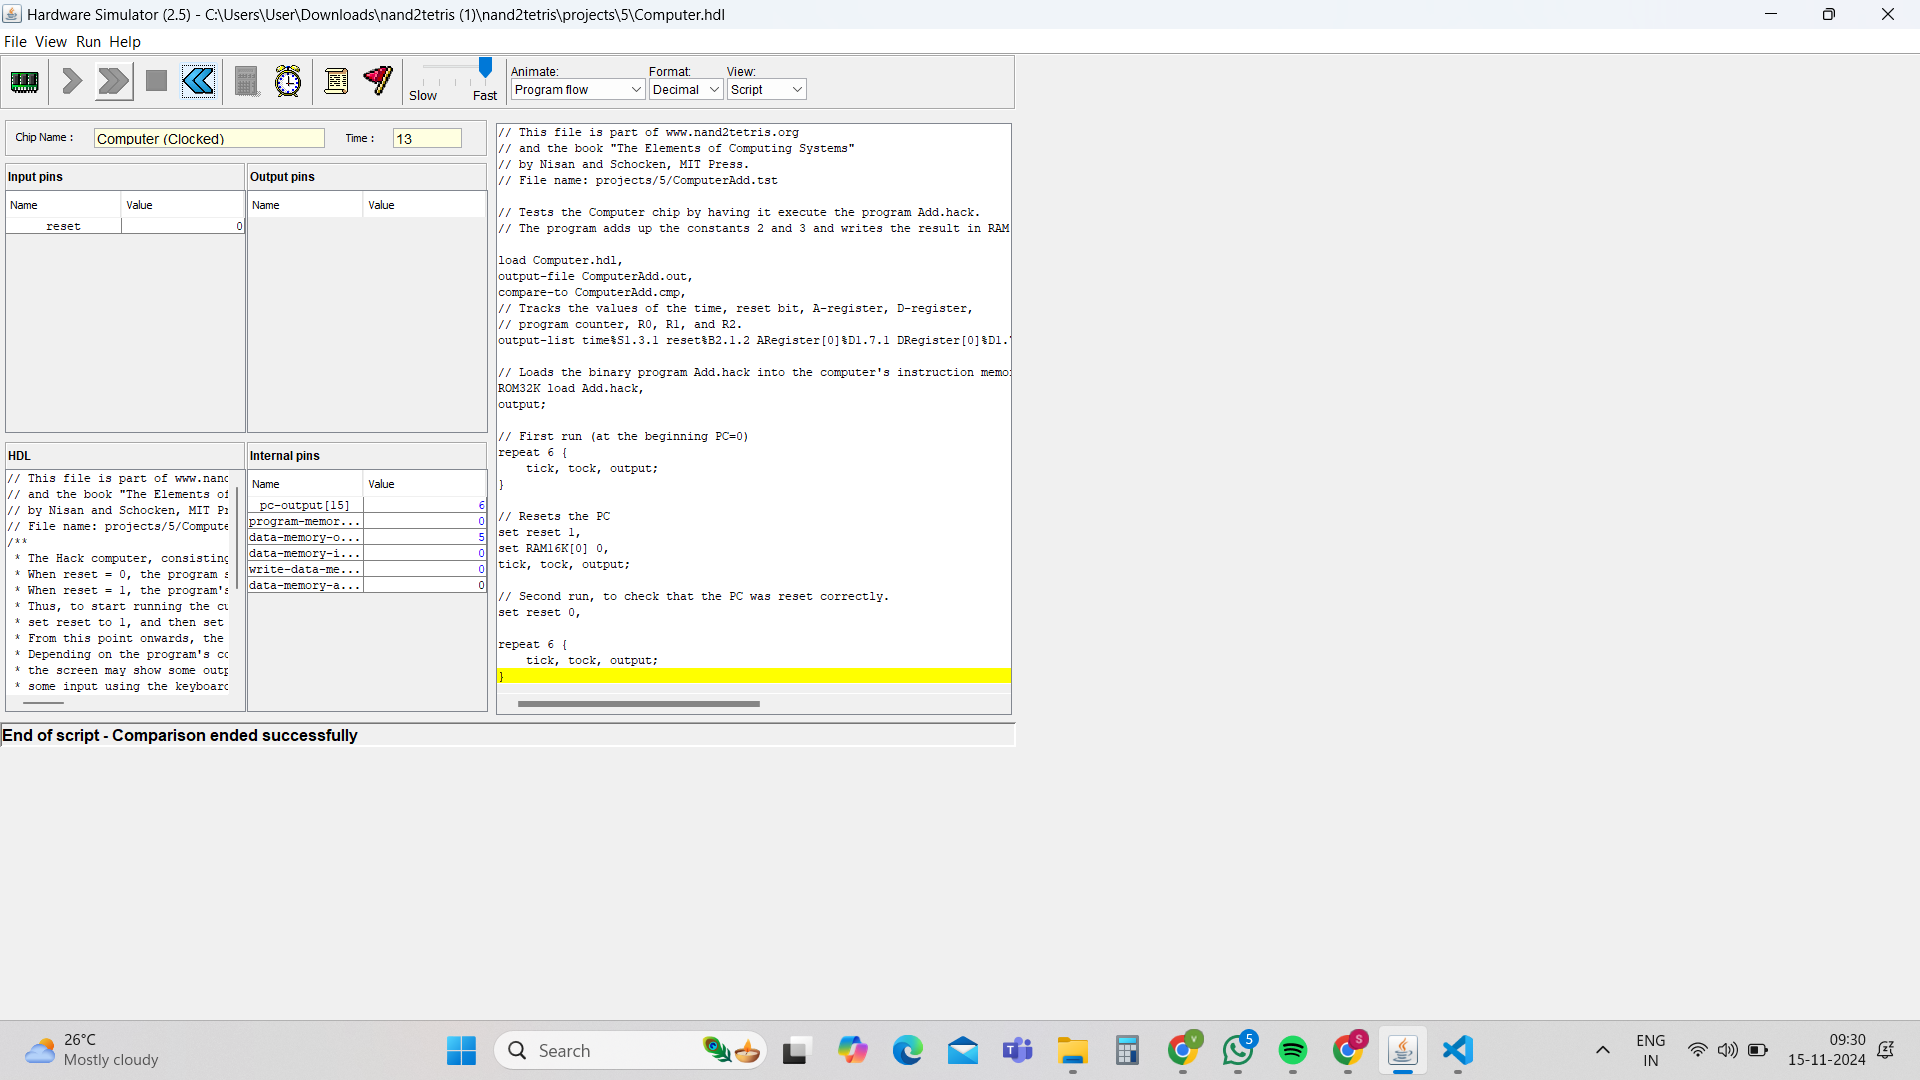 Hardware Simulator (2.5) - C:\Users\User\Downloads\nand2tetris (1)\nand2tetris\projects\5\Computer.hdl
File View Run Help
Slow Fast
Animate:
Program flow
Format:
Decimal
View:
Script
Chip Name : Computer (Clocked) Time : 13
Input pins
Name Value
reset 0
Output pins
Name Value
HDL
// This file is part of www.nand
// and the book "The Elements of
// by Nisan and Schocken, MIT Pr
// File name: projects/5/Compute
/**
* The Hack computer, consisting
* When reset = 0, the program s
* When reset = 1, the program's
* Thus, to start running the cu
* set reset to 1, and then set
* From this point onwards, the
* Depending on the program's co
* the screen may show some outp
* some input using the keyboard
Internal pins
Name Value
pc-output[15] 6
program-memor... 0
data-memory-o... 5
data-memory-i... 0
write-data-me... 0
data-memory-a... 0
// This file is part of www.nand2tetris.org
// and the book "The Elements of Computing Systems"
// by Nisan and Schocken, MIT Press.
// File name: projects/5/ComputerAdd.tst
// Tests the Computer chip by having it execute the program Add.hack.
// The program adds up the constants 2 and 3 and writes the result in RAM
load Computer.hdl,
output-file ComputerAdd.out,
compare-to ComputerAdd.cmp,
// Tracks the values of the time, reset bit, A-register, D-register,
// program counter, R0, R1, and R2.
output-list time%S1.3.1 reset%B2.1.2 ARegister[0]%D1.7.1 DRegister[0]%D1.
// Loads the binary program Add.hack into the computer's instruction memo
ROM32K load Add.hack,
output;
// First run (at the beginning PC=0)
repeat 6 {
tick, tock, output;
}
// Resets the PC
set reset 1,
set RAM16K[0] 0,
tick, tock, output;
// Second run, to check that the PC was reset correctly.
set reset 0,
repeat 6 {
tick, tock, output;
}
End of script - Comparison ended successfully
26°C
Mostly cloudy
Search
V
5
S
ENG
IN
09:30
15-11-2024